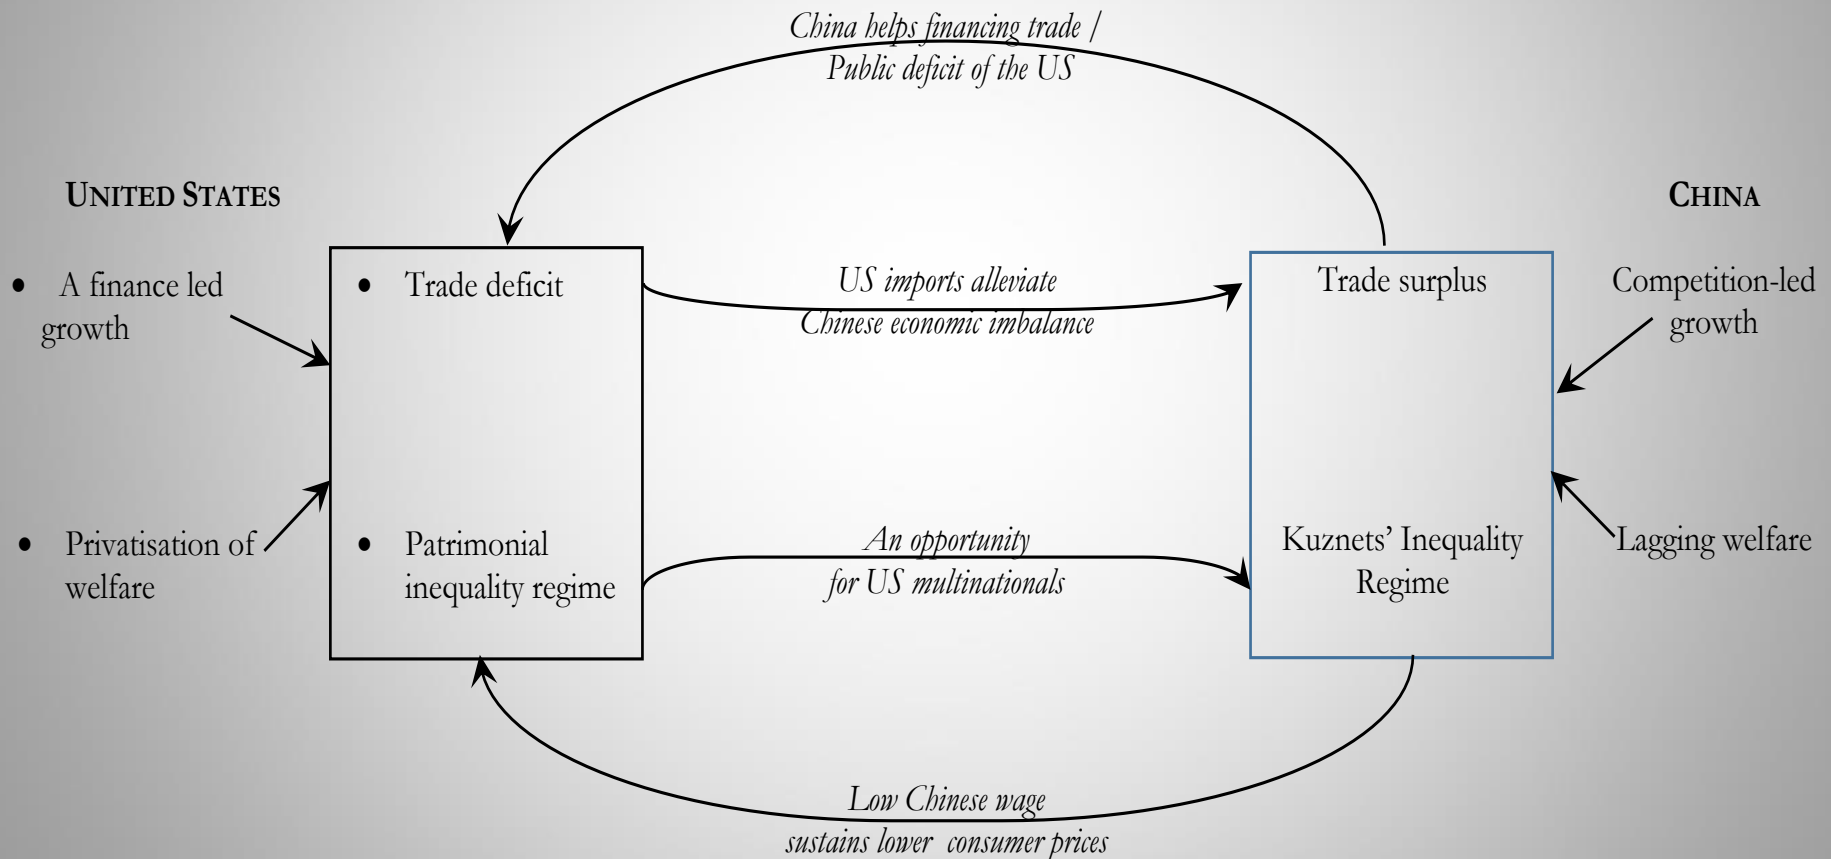 China helps financing trade /
Public deficit of the US
UNITED STATES
CHINA
• A finance led
growth
• Trade deficit
US imports alleviate
Chinese economic imbalance
Trade surplus
Competition-led
growth
• Privatisation of
welfare
• Patrimonial
inequality regime
An opportunity
for US multinationals
Kuznets’ Inequality
Regime
Lagging welfare
Low Chinese wage
sustains lower consumer prices